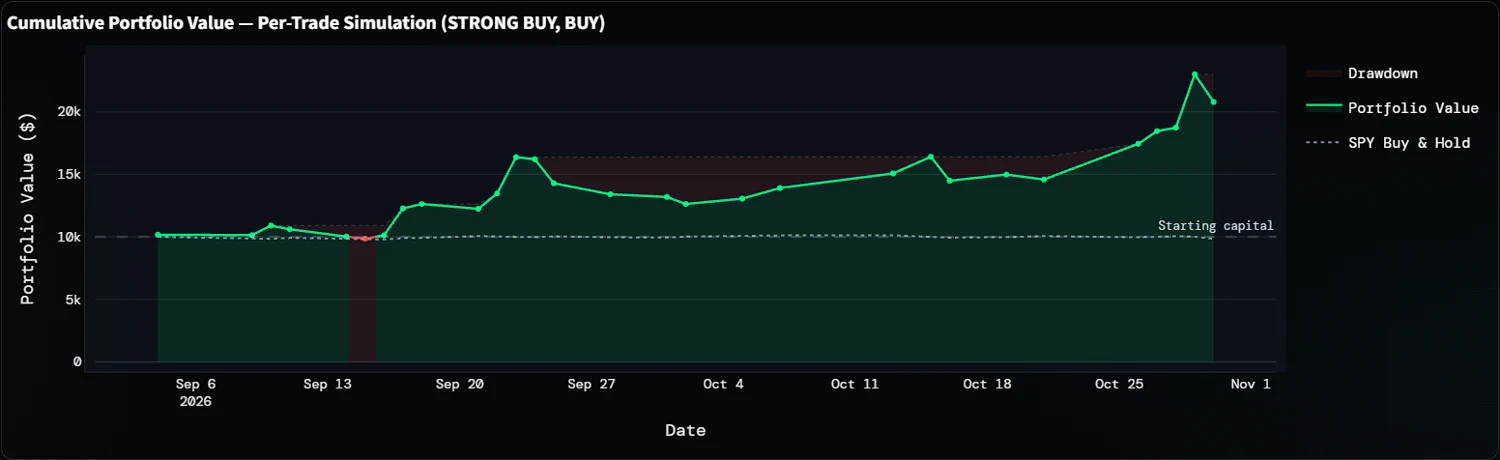 Cumulative Portfolio Value — Per-Trade Simulation (STRONG BUY, BUY)
Drawdown
Portfolio Value
SPY Buy & Hold
Portfolio Value ($)
20k
15k
10k
5k
0
Starting capital
Sep 6
2026
Sep 13
Sep 20
Sep 27
Oct 4
Oct 11
Oct 18
Oct 25
Nov 1
Date